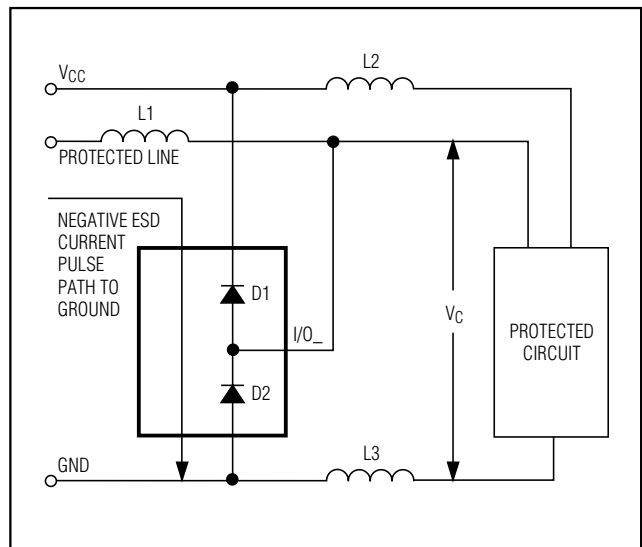 VCC
L2
L1
PROTECTED LINE
NEGATIVE ESD
CURRENT
PULSE
PATH TO
GROUND
D1
I/O_
D2
VC
PROTECTED
CIRCUIT
GND
L3